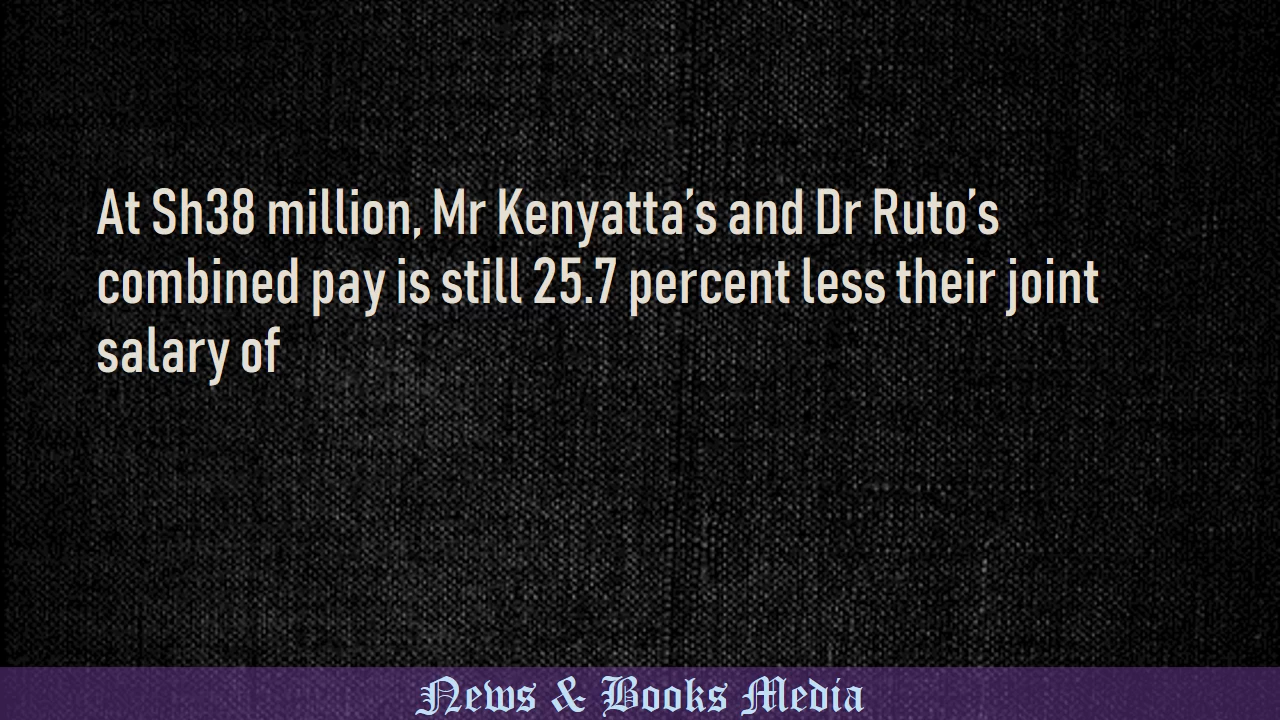 At Sh38 million, Mr Kenyatta’s and Dr Ruto’s
combined pay is still 25.7 percent less their joint
salary of
News & Books Media